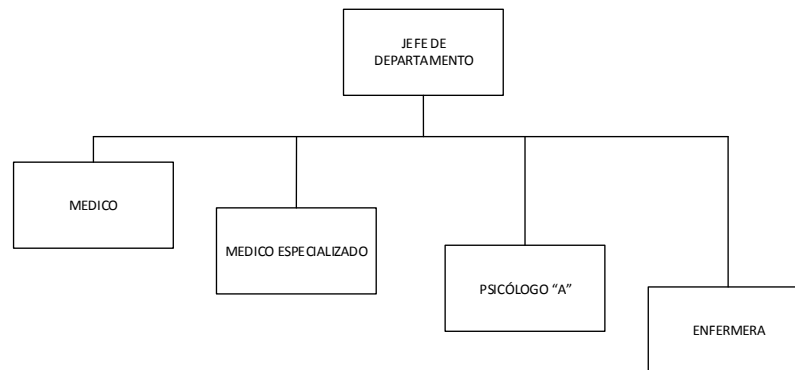 JEFE DE
DEPARTAMENTO
MEDICO
MEDICO ESPECIALIZADO
PSICÓLOGO “A”
ENFERMERA